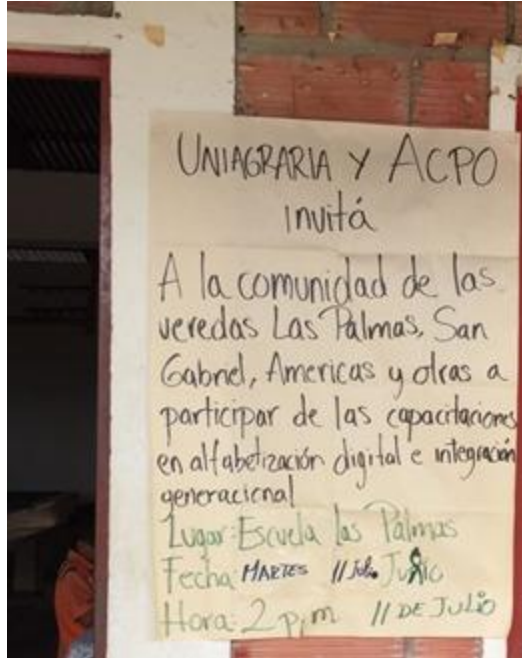 UNIAGRARIA Y ACPO
invitá
A la comunidad de las
veredas Las Palmas, San
Gabriel, Americas y otras a
participar de las capacitaciones
en alfabetización digital e integración
generacional
Lugar: Escuela las Palmas
Fecha: MARTES 11 Julio Julio
Hora: 2 p.m 11 DE JULIO